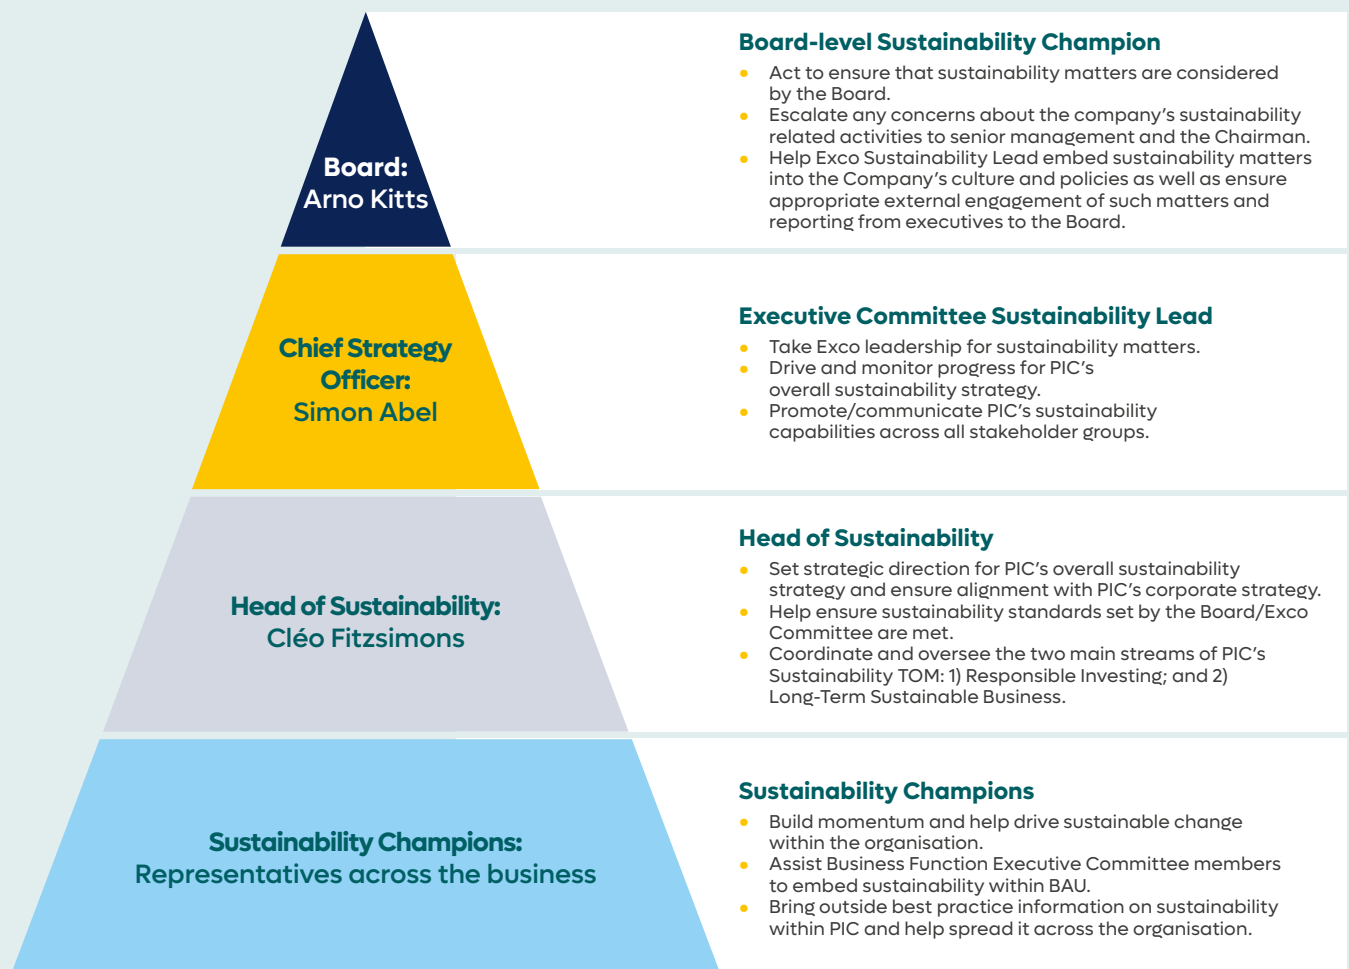 Board:
Arno Kitts
Board-level Sustainability Champion
● Act to ensure that sustainability matters are considered
by the Board.
● Escalate any concerns about the company’s sustainability
related activities to senior management and the Chairman.
● Help Exco Sustainability Lead embed sustainability matters
into the Company’s culture and policies as well as ensure
appropriate external engagement of such matters and
reporting from executives to the Board.
Chief Strategy
Officer:
Simon Abel
Executive Committee Sustainability Lead
● Take Exco leadership for sustainability matters.
● Drive and monitor progress for PIC’s
overall sustainability strategy.
● Promote/communicate PIC’s sustainability
capabilities across all stakeholder groups.
Head of Sustainability:
Cléo Fitzsimons
Head of Sustainability
● Set strategic direction for PIC’s overall sustainability
strategy and ensure alignment with PIC’s corporate strategy.
● Help ensure sustainability standards set by the Board/Exco
Committee are met.
● Coordinate and oversee the two main streams of PIC’s
Sustainability TOM: 1) Responsible Investing; and 2)
Long-Term Sustainable Business.
Sustainability Champions:
Representatives across the business
Sustainability Champions
● Build momentum and help drive sustainable change
within the organisation.
● Assist Business Function Executive Committee members
to embed sustainability within BAU.
● Bring outside best practice information on sustainability
within PIC and help spread it across the organisation.